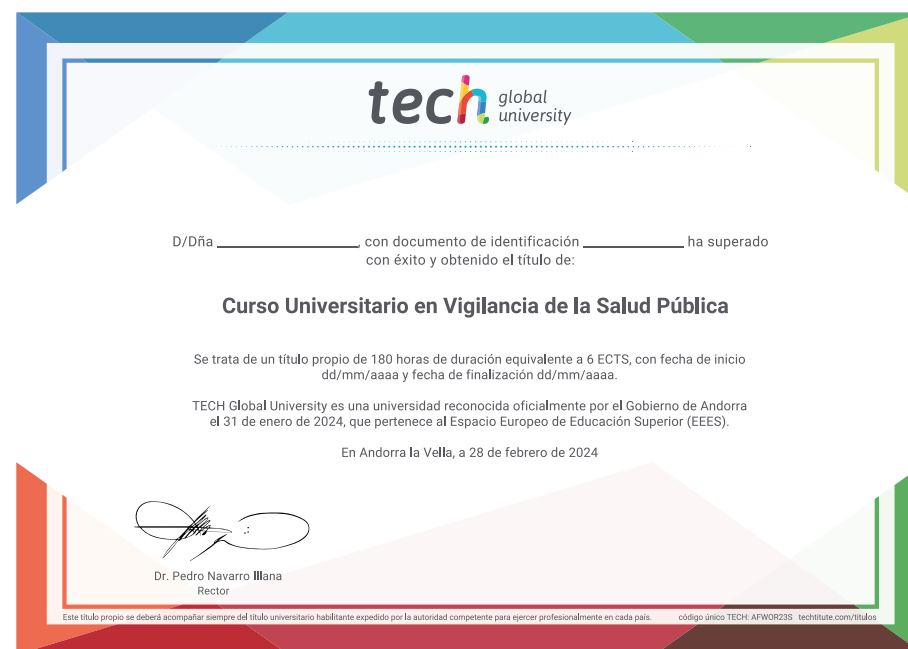 tech global university
D/Dña ____________________, con documento de identificación ______________ ha superado
con éxito y obtenido el título de:
Curso Universitario en Vigilancia de la Salud Pública
Se trata de un título propio de 180 horas de duración equivalente a 6 ECTS, con fecha de inicio
dd/mm/aaaa y fecha de finalización dd/mm/aaaa.
TECH Global University es una universidad reconocida oficialmente por el Gobierno de Andorra
el 31 de enero de 2024, que pertenece al Espacio Europeo de Educación Superior (EEES).
En Andorra la Vella, a 28 de febrero de 2024
Dr. Pedro Navarro Illana
Rector
Este título propio se deberá acompañar siempre del título universitario habilitante expedido por la autoridad competente para ejercer profesionalmente en cada país. código único TECH: AFWOR23S techtitute.com/titulos